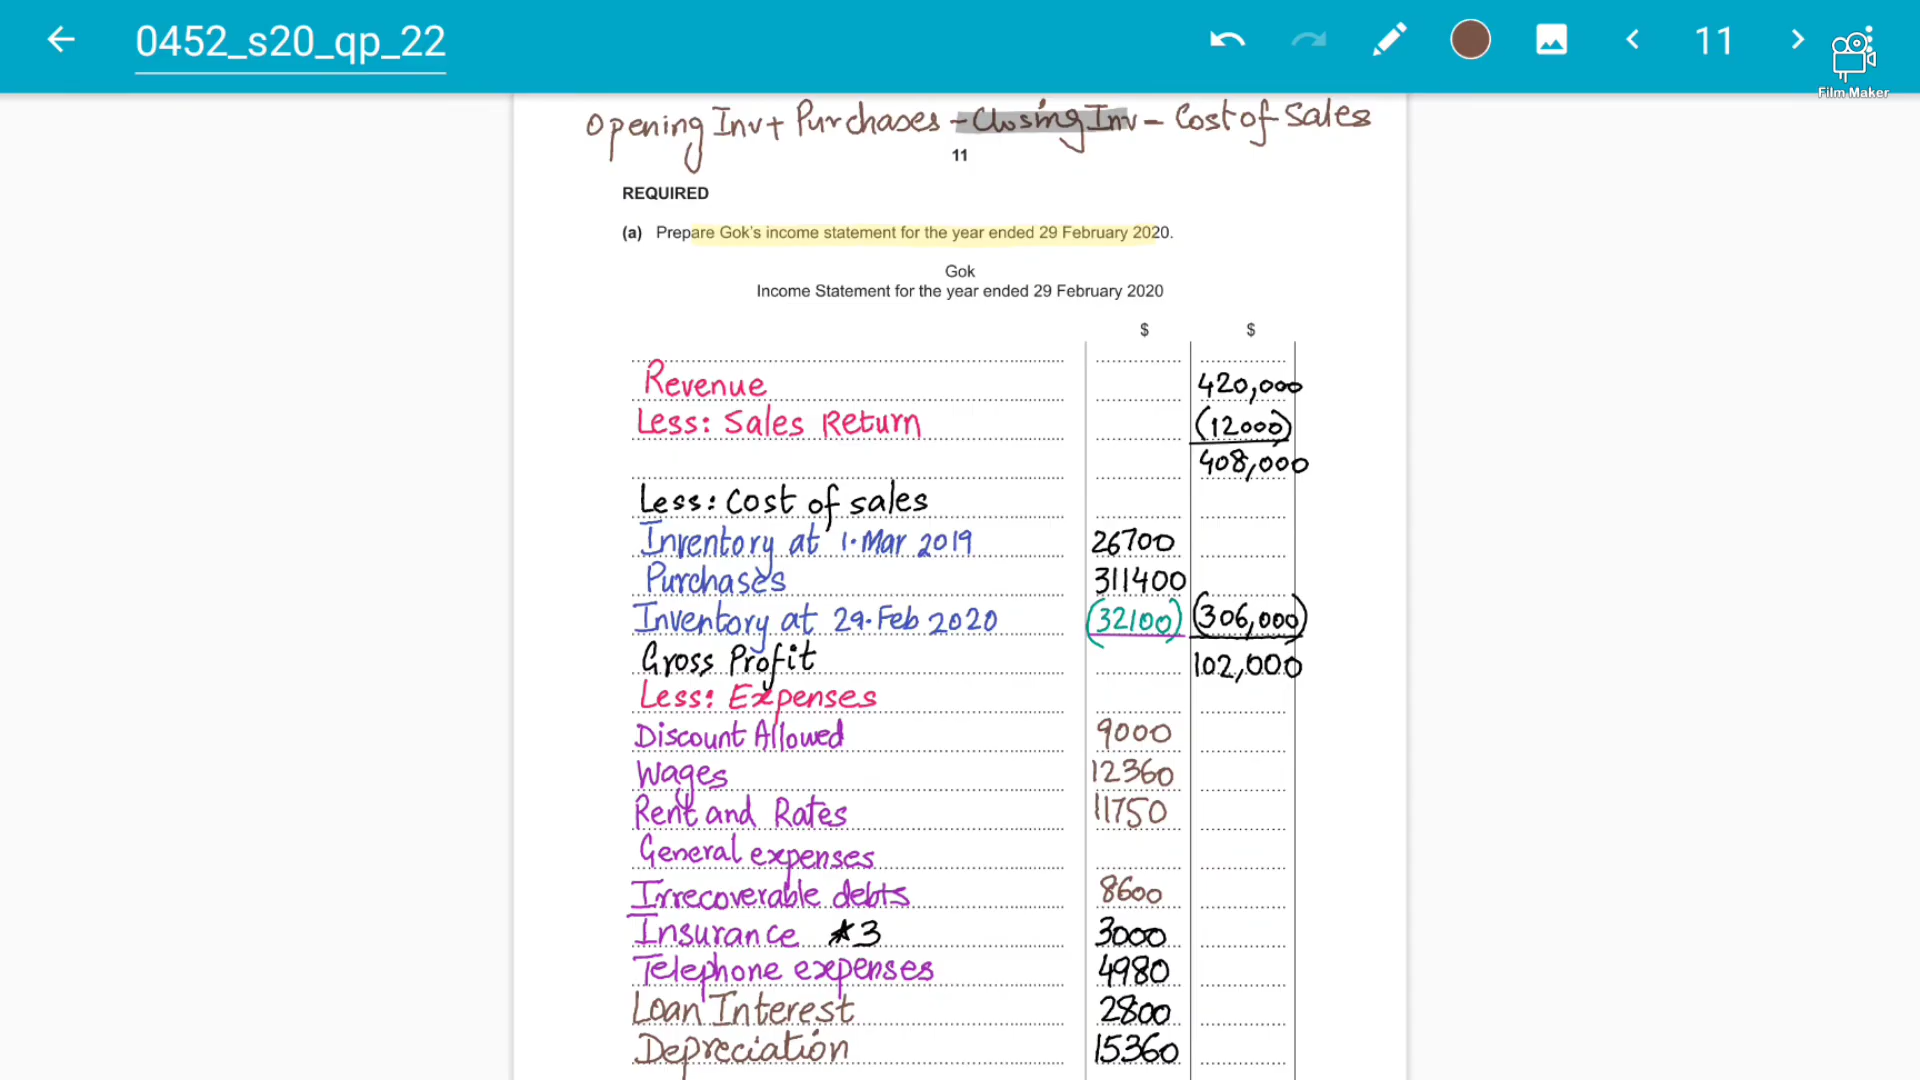 0452_s20_qp_22
11
Film Maker
Opening Inv+ Purchases - Closing Inv - Cost of Sales
11
REQUIRED
(a) Prepare Gok's income statement for the year ended 29 February 2020.
Gok
Income Statement for the year ended 29 February 2020
$ $
Revenue 420,000
Less: Sales Return (12000)
408,000
Less: Cost of sales
Inventory at 1.Mar 2019 26700
Purchases 311400
Inventory at 29.Feb 2020 (32100) (306,000)
Gross Profit 102,000
Less: Expenses
Discount Allowed 9000
Wages 12360
Rent and Rates 11750
General expenses
Irrecoverable debts 8600
Insurance *3 3000
Telephone expenses 4980
Loan Interest 2800
Depreciation 15360